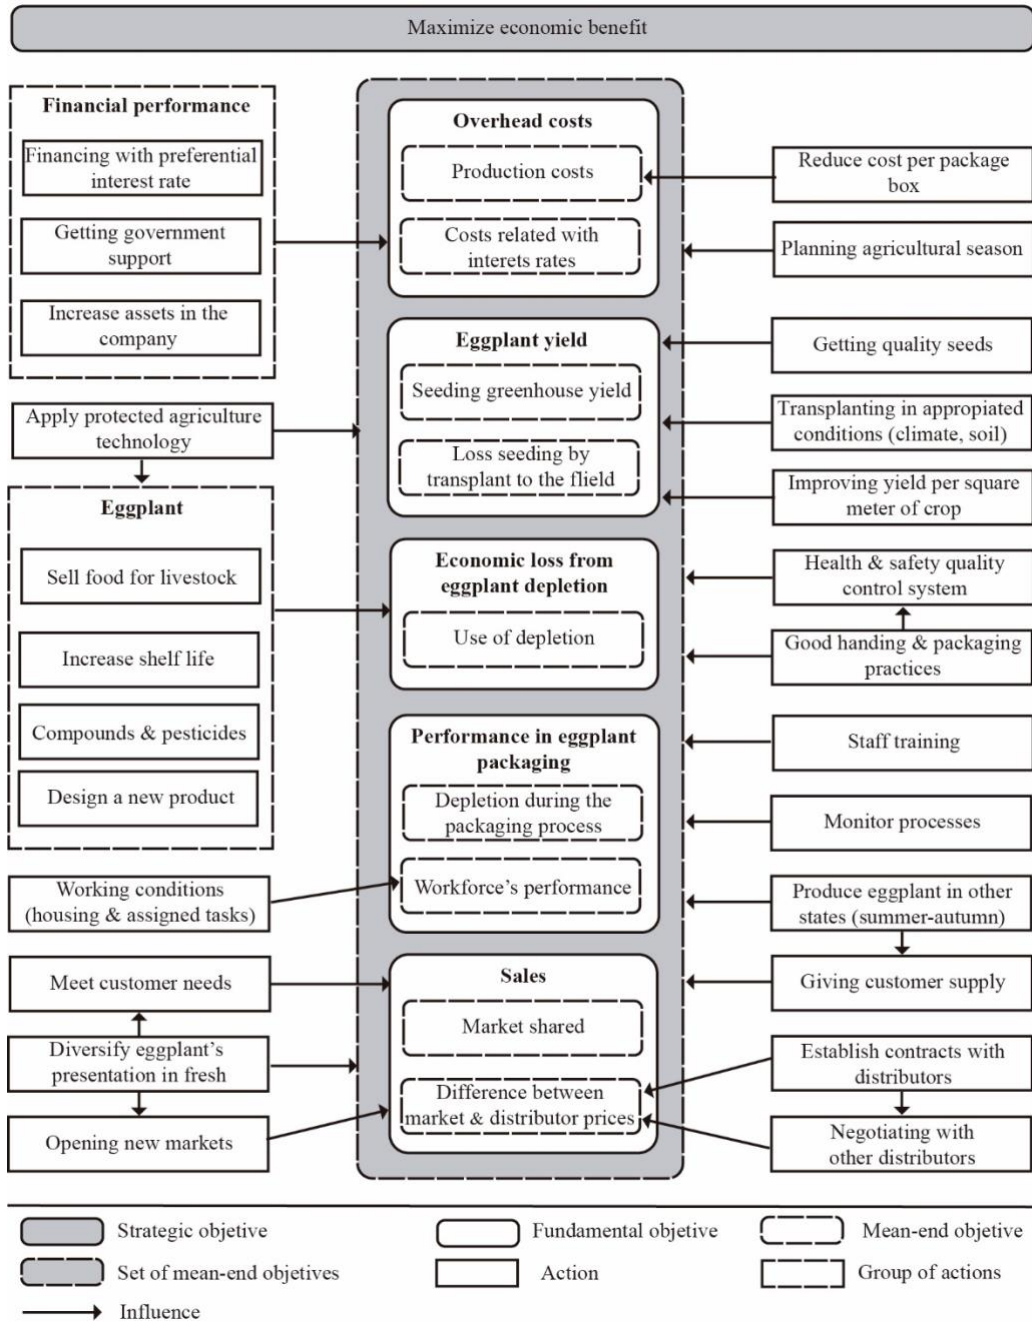 Maximize economic benefit
Financial performance
Financing with preferential
interest rate
Getting government
support
Increase assets in the
company
Apply protected agriculture
technology
Eggplant
Sell food for livestock
Increase shelf life
Compounds & pesticides
Design a new product
Working conditions
(housing & assigned tasks)
Meet customer needs
Diversify eggplant's
presentation in fresh
Opening new markets
Overhead costs
Production costs
Costs related with
interets rates
Eggplant yield
Seeding greenhouse yield
Loss seeding by
transplant to the flield
Economic loss from
eggplant depletion
Use of depletion
Performance in eggplant
packaging
Depletion during the
packaging process
Workforce's performance
Sales
Market shared
Difference between
market & distributor prices
Reduce cost per package
box
Planning agricultural season
Getting quality seeds
Transplanting in appropiated
conditions (climate, soil)
Improving yield per square
meter of crop
Health & safety quality
control system
Good handing & packaging
practices
Staff training
Monitor processes
Produce eggplant in other
states (summer-autumn)
Giving customer supply
Establish contracts with
distributors
Negotiating with
other distributors
Strategic objetive
Fundamental objetive
Mean-end objetive
Set of mean-end objetives
Action
Group of actions
Influence